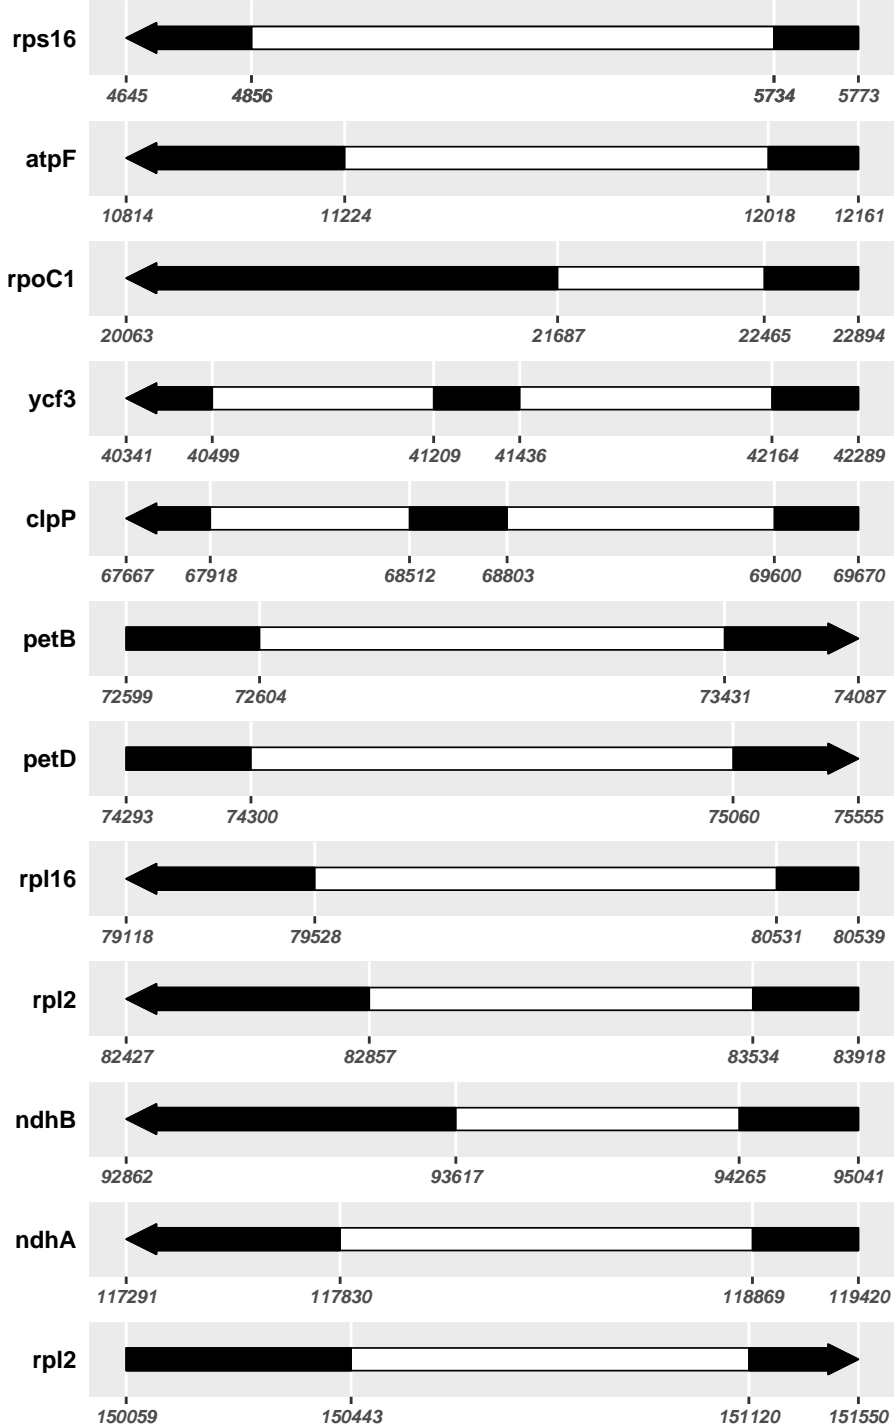 rps16
4645 4856 5734 5773
atpF
10814 11224 12018 12161
rpoC1
20063 21687 22465 22894
ycf3
40341 40499 41209 41436 42164 42289
clpP
67667 67918 68512 68803 69600 69670
petB
72599 72604 73431 74087
petD
74293 74300 75060 75555
rpl16
79118 79528 80531 80539
rpl2
82427 82857 83534 83918
ndhB
92862 93617 94265 95041
ndhA
117291 117830 118869 119420
rpl2
150059 150443 151120 151550